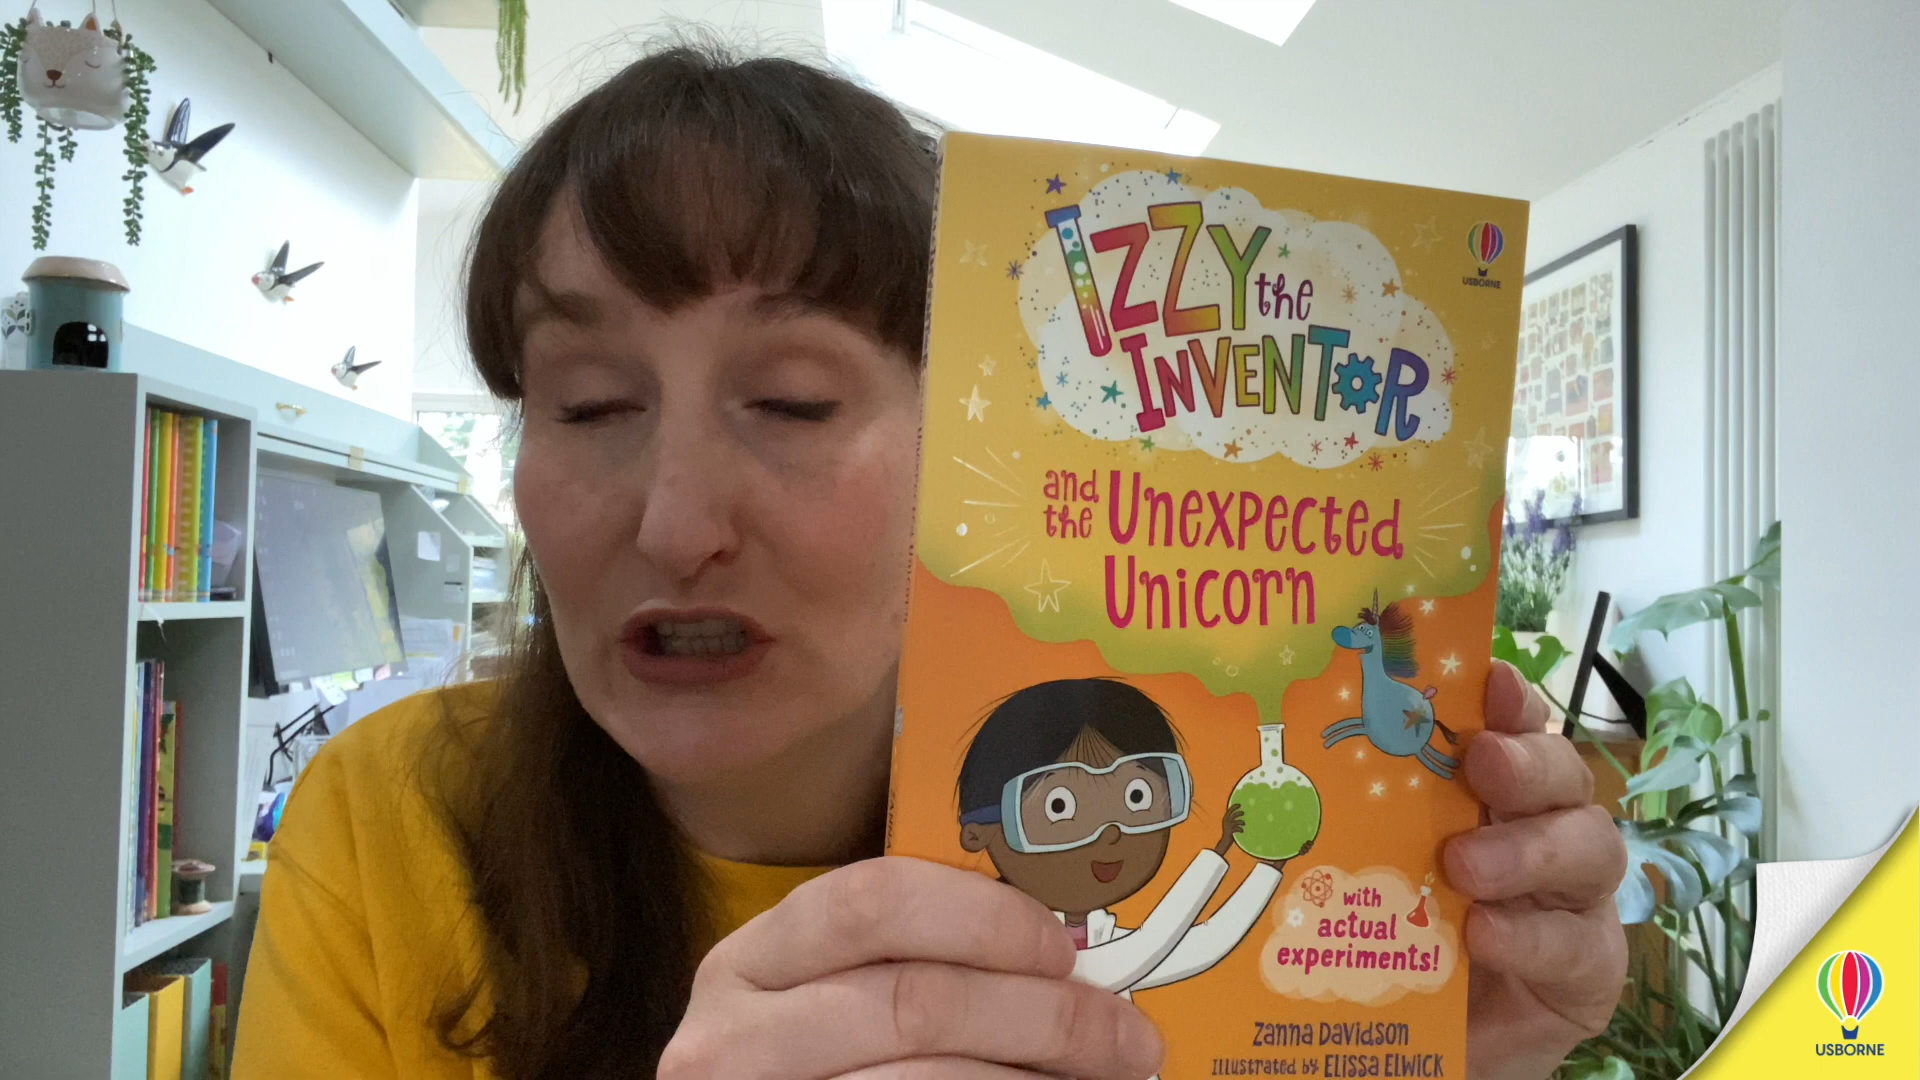 IZZY the
INVENTOR
and the Unexpected
Unicorn
USBORNE
with
actual
experiments!
Zanna Davidson
Illustrated by Elissa Elwick
USBORNE